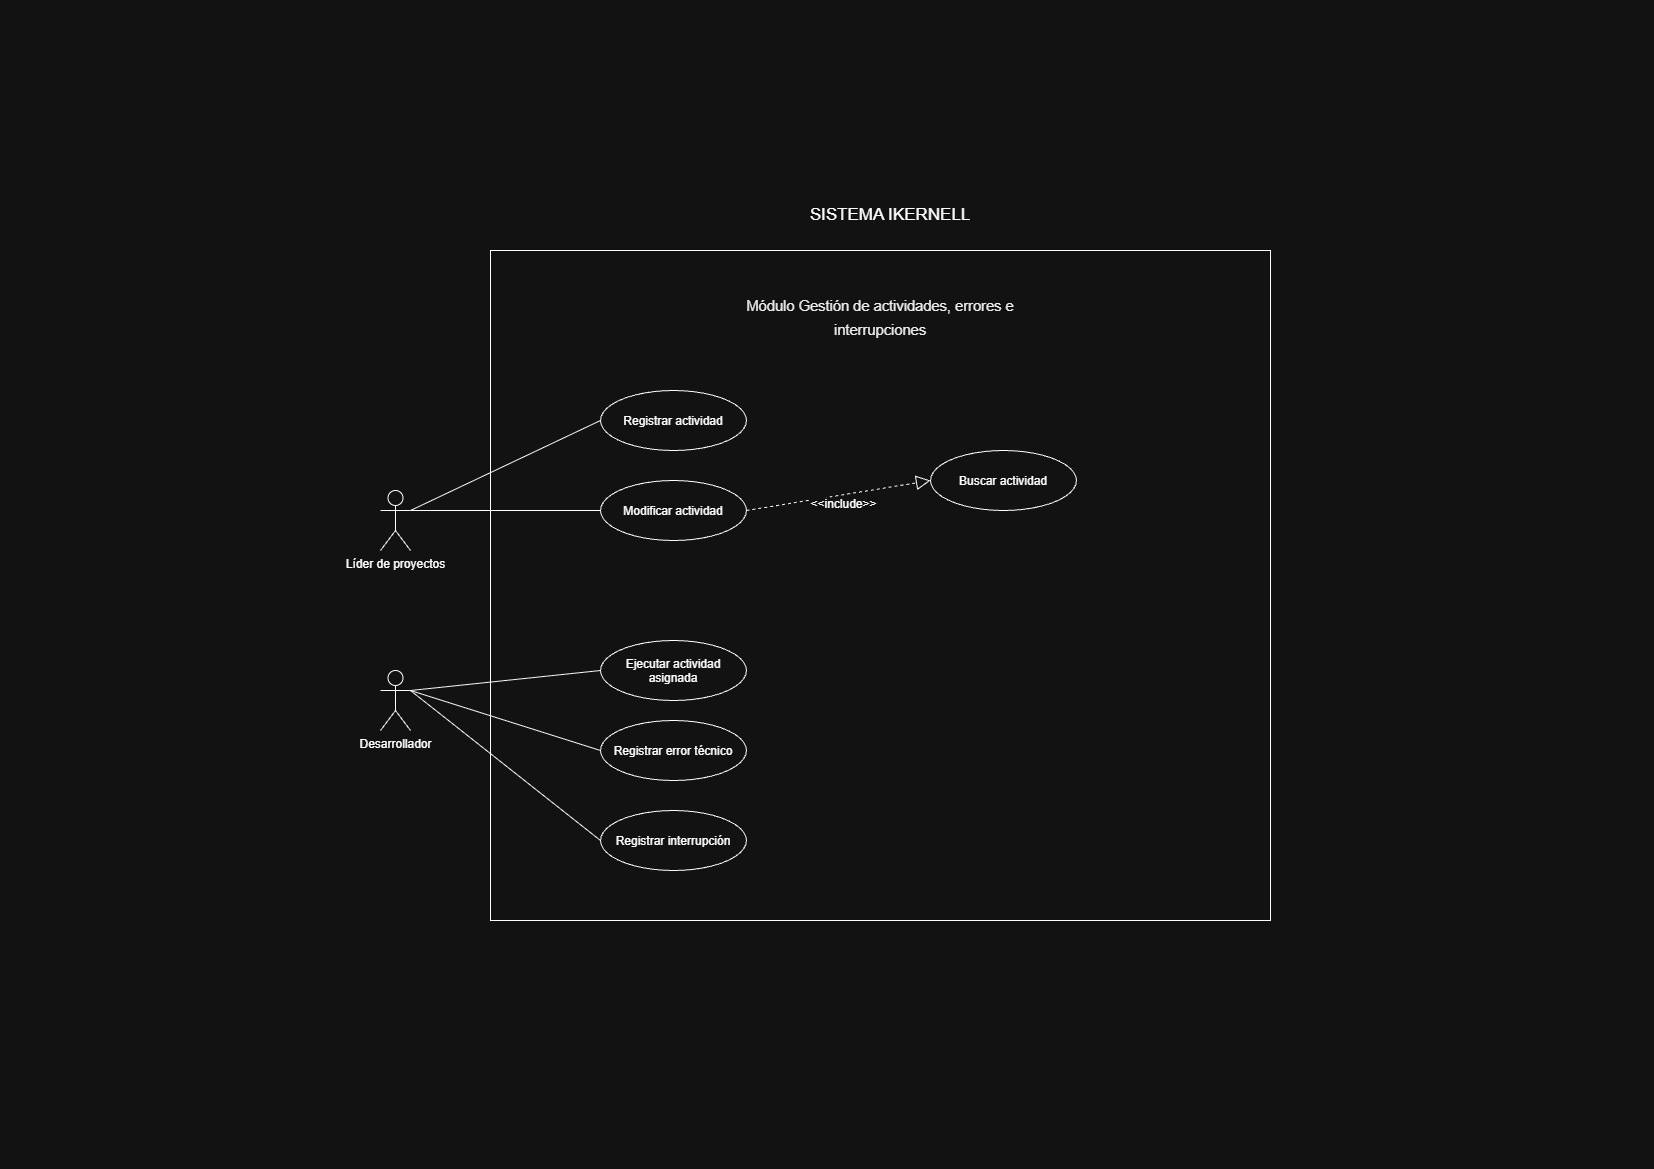 SISTEMA IKERNELL
Módulo Gestión de actividades, errores e
interrupciones
Registrar actividad
Buscar actividad
<<include>>
Modificar actividad
Líder de proyectos
Ejecutar actividad
asignada
Desarrollador
Registrar error técnico
Registrar interrupción